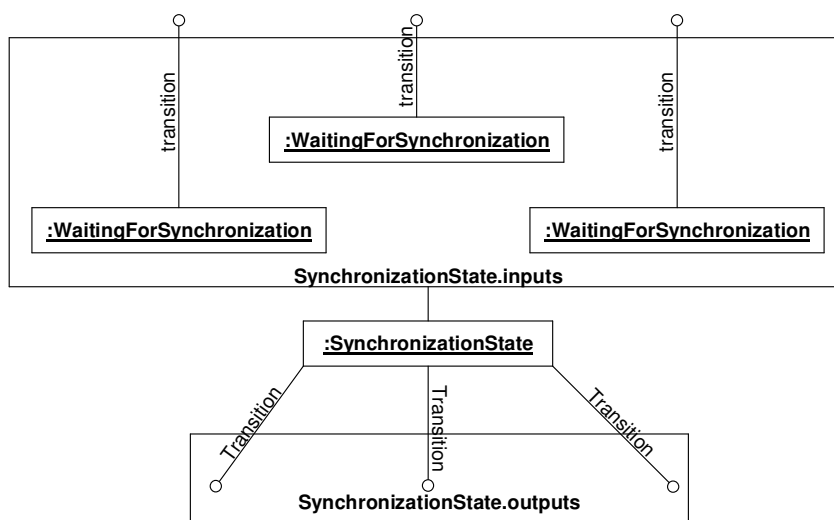 transition
transition
transition
:WaitingForSynchronization
:WaitingForSynchronization
:WaitingForSynchronization
SynchronizationState.inputs
:SynchronizationState
Transition
Transition
Transition
SynchronizationState.outputs